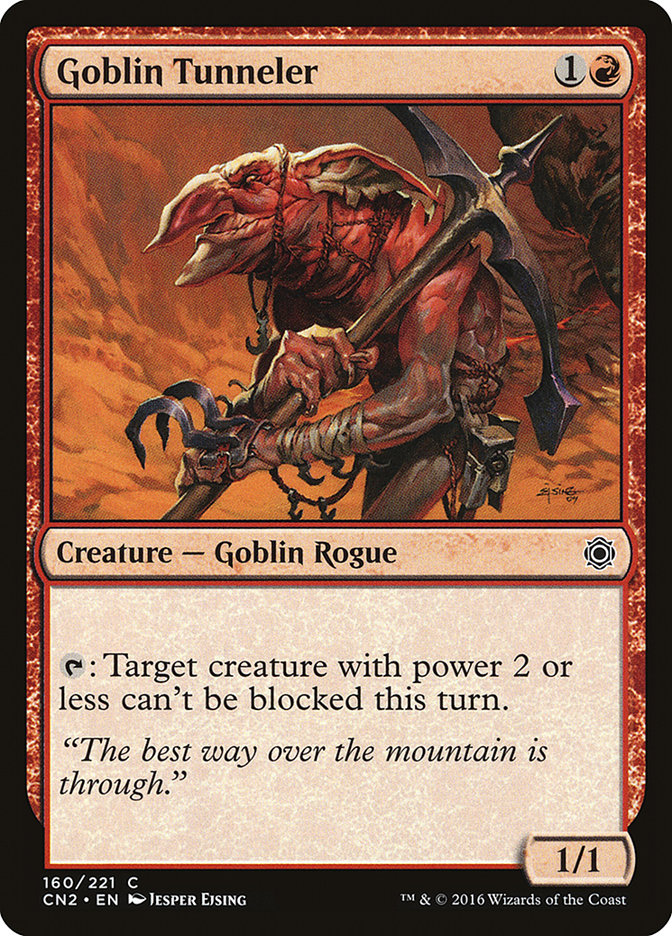 Goblin Tunneler 1
EJSING
09
Creature — Goblin Rogue
: Target creature with power 2 or
less can't be blocked this turn.
“The best way over the mountain is
through.”
1/1
160/221 C
CN2 • EN Jesper Ejsing
™ & © 2016 Wizards of the Coast